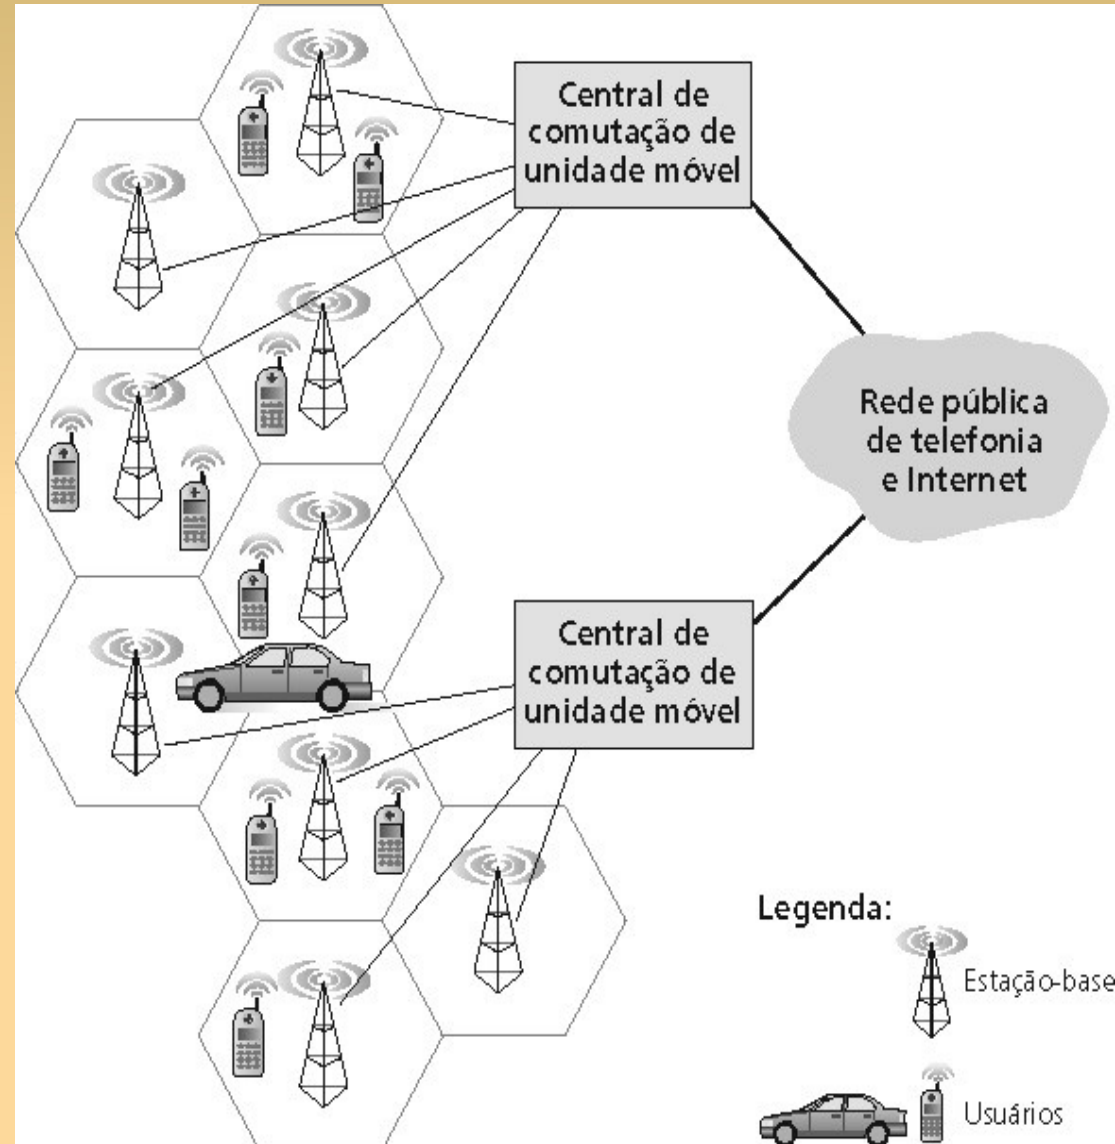 Central de
comutação de
unidade móvel
Rede pública
de telefonia
e Internet
Central de
comutação de
unidade móvel
Legenda:
Estação-base
Usuários